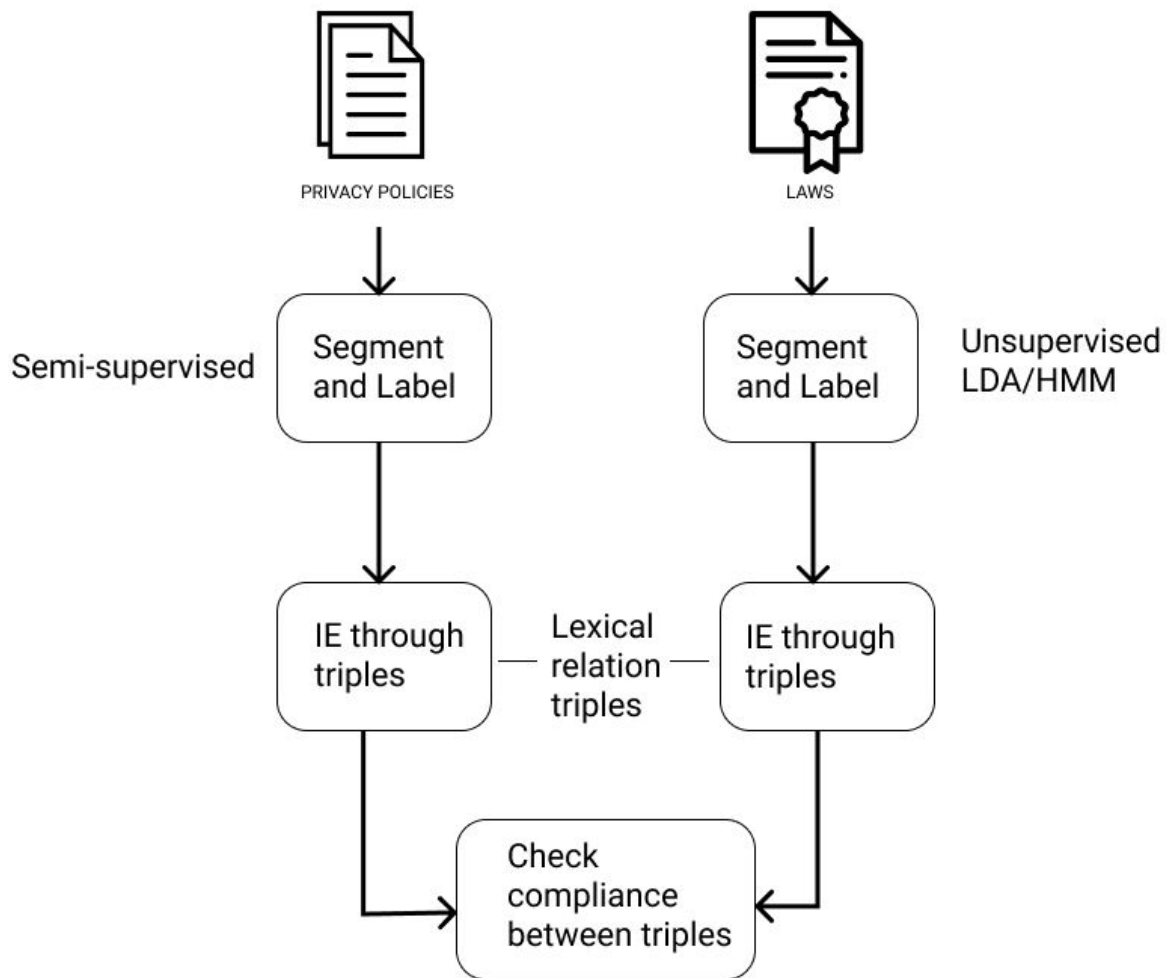 PRIVACY POLICIES
LAWS
Semi-supervised
Segment
and Label
Segment
and Label
Unsupervised
LDA/HMM
IE through
triples
Lexical
relation
triples
IE through
triples
Check
compliance
between triples